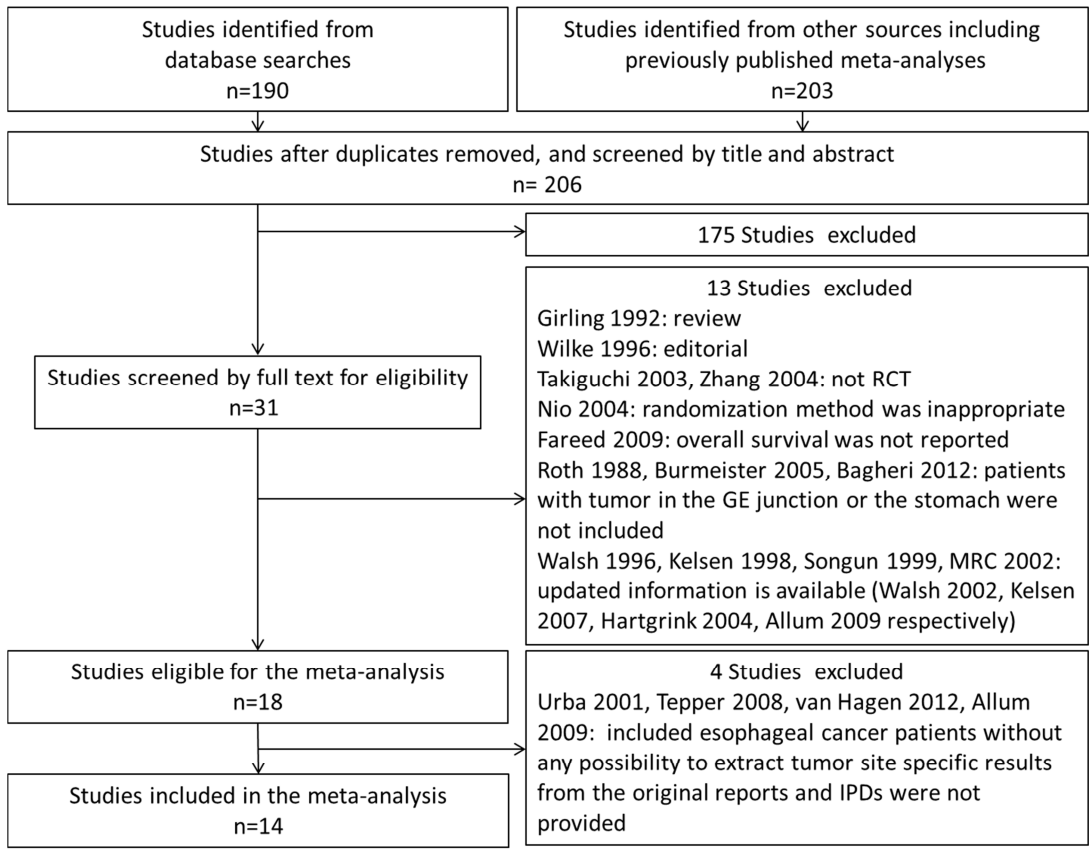 Studies identified from
database searches
n=190
Studies identified from other sources including
previously published meta-analyses
n=203
Studies after duplicates removed, and screened by title and abstract
n= 206
175 Studies excluded
13 Studies excluded
Girling 1992: review
Wilke 1996: editorial
Takiguchi 2003, Zhang 2004: not RCT
Nio 2004: randomization method was inappropriate
Fareed 2009: overall survival was not reported
Roth 1988, Burmeister 2005, Bagheri 2012: patients
with tumor in the GE junction or the stomach were
not included
Walsh 1996, Kelsen 1998, Songun 1999, MRC 2002:
updated information is available (Walsh 2002, Kelsen
2007, Hartgrink 2004, Allum 2009 respectively)
Studies screened by full text for eligibility
n=31
Studies eligible for the meta-analysis
n=18
4 Studies excluded
Urba 2001, Tepper 2008, van Hagen 2012, Allum
2009: included esophageal cancer patients without
any possibility to extract tumor site specific results
from the original reports and IPDs were not
provided
Studies included in the meta-analysis
n=14